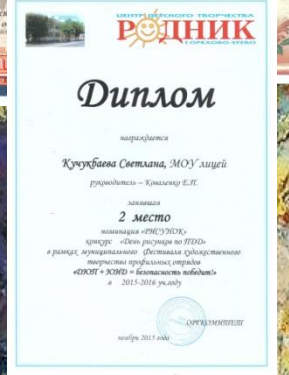 ЦЕНТР ДЕТСКОГО ТВОРЧЕСТВА
РОДНИК
Г.ОРЕХОВО-ЗУЕВО
Диплом
награждается
Кучукбаева Светлана, МОУ лицей
руководитель – Коваленко Е.П.
занявшая
2 место
номинация «РИСУНОК»
конкурс «День рисунков по ПДД»
в рамках муниципального фестиваля художественного
творчества профильных отрядов
«ДЮП + ЮИД = безопасность победит!»
в 2015-2016 уч.году
ОРГКОМИТЕТ
ноябрь 2015 года